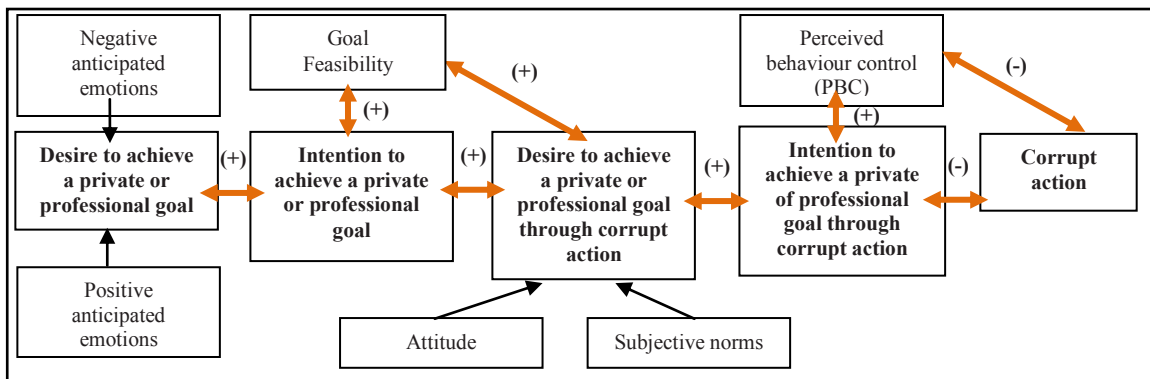 Negative
anticipated
emotions
Goal
Feasibility
Perceived
behaviour control
(PBC)
(+)
(-)
(+)
(+)
Desire to achieve
a private or
professional goal
(+)
Intention to
achieve a private
or professional
goal
(+)
Desire to achieve
a private or
professional goal
through corrupt
action
(+)
Intention to
achieve a private
of professional
goal through
corrupt action
(-)
Corrupt
action
Positive
anticipated
emotions
Attitude
Subjective norms